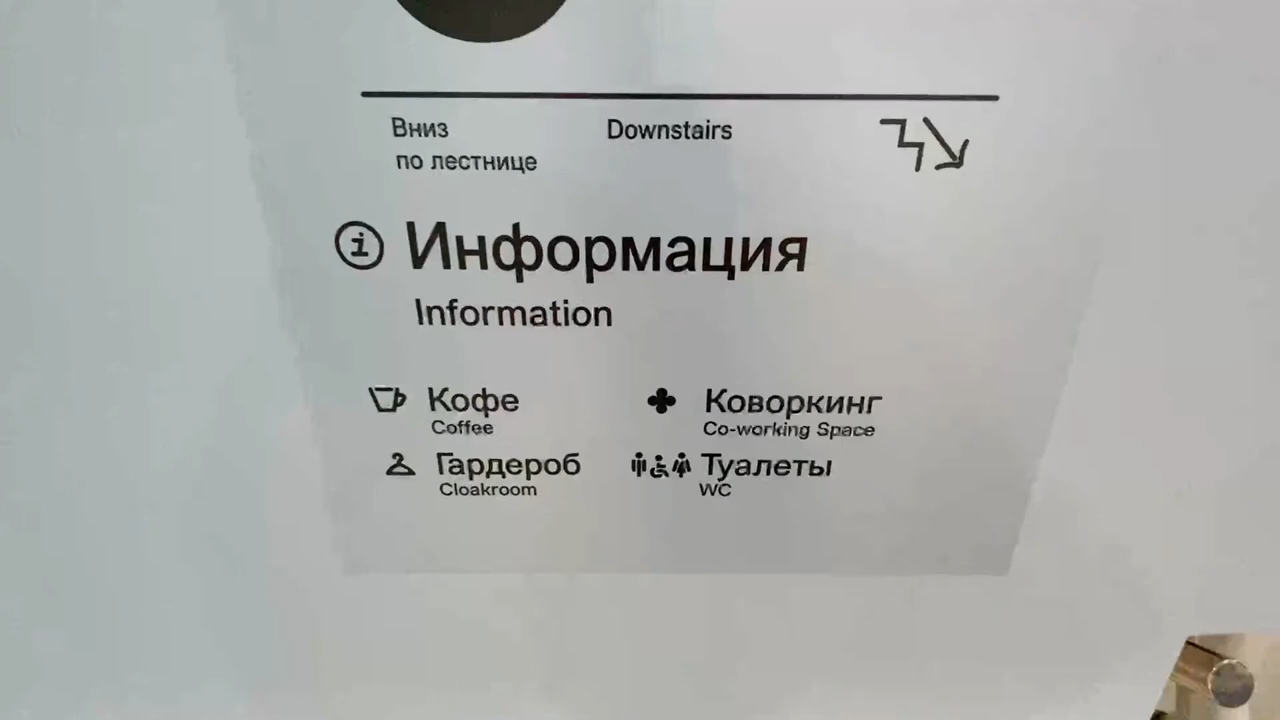 Вниз
по лестнице
Downstairs
Информация
Information
Кофе
Coffee
Коворкинг
Co-working Space
Гардероб
Cloakroom
Туалеты
WC